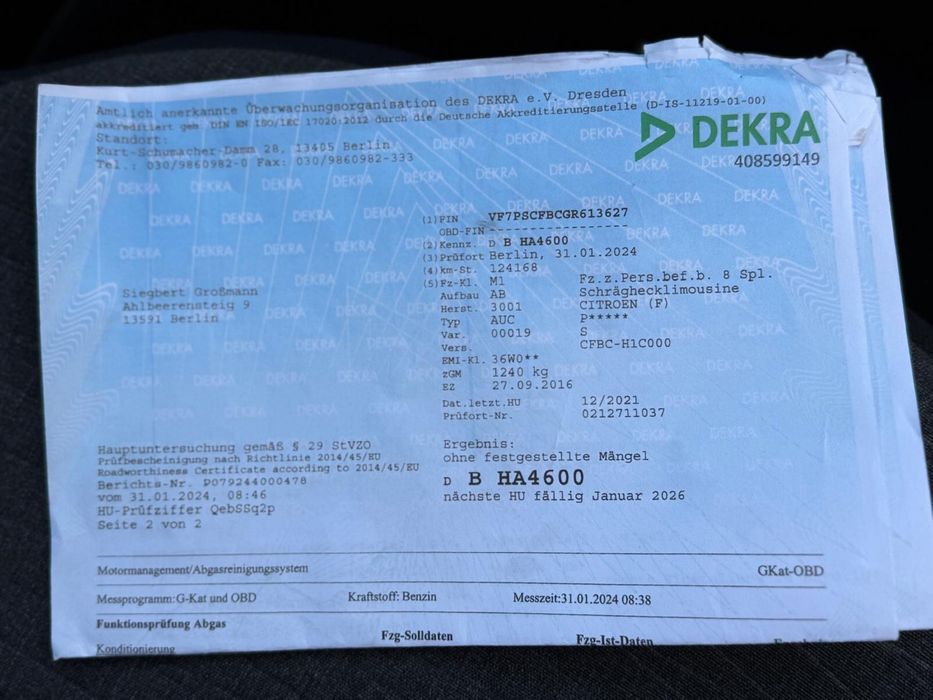 Amtlich anerkannte Überwachungsorganisation des DEKRA e.V. Dresden
akkreditiert gem. DIN EN ISO/IEC 17020:2012 durch die Deutsche Akkreditierungsstelle (D-IS-11219-01-00)
Standort:
Kurt-Schumacher-Damm 28, 13405 Berlin
Tel.: 030/9860982-0 Fax: 030/9860982-333
DEKRA
408599149
(1) FIN VF7PSCFBCGR613627
OBD-FIN -----------------
(2) Kennz. D B HA4600
(3) Prüfort Berlin, 31.01.2024
(4) km-St. 124168
(5) Fz-Kl. M1 Fz.z.Pers.bef.b. 8 Spl.
Aufbau AB Schräghecklimousine
Herst. 3001 CITROEN (F)
Typ AUC P*****
Var. 00019 S
Vers. CFBC-H1C000
EMI-Kl. 36W0**
zGM 1240 kg
EZ 27.09.2016
Dat.letzt.HU 12/2021
Prüfort-Nr. 0212711037
Siegbert Großmann
Ahlbeerensteig 9
13591 Berlin
Hauptuntersuchung gemäß § 29 StVZO
Prüfbescheinigung nach Richtlinie 2014/45/EU
Roadworthiness Certificate according to 2014/45/EU
Berichts-Nr. P079244000478
vom 31.01.2024, 08:46
HU-Prüfziffer QebSSq2p
Seite 2 von 2
Ergebnis:
ohne festgestellte Mängel
D B HA4600
nächste HU fällig Januar 2026
Motormanagement/Abgasreinigungssystem GKat-OBD
Messprogramm:G-Kat und OBD Kraftstoff: Benzin Messzeit:31.01.2024 08:38
Funktionsprüfung Abgas
Fzg-Solldaten Fzg-Ist-Daten
Konditionierung